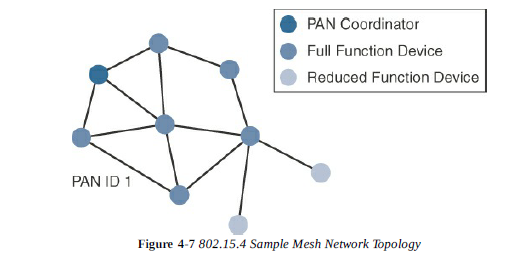 PAN Coordinator
Full Function Device
Reduced Function Device
PAN ID 1
Figure 4-7 802.15.4 Sample Mesh Network Topology